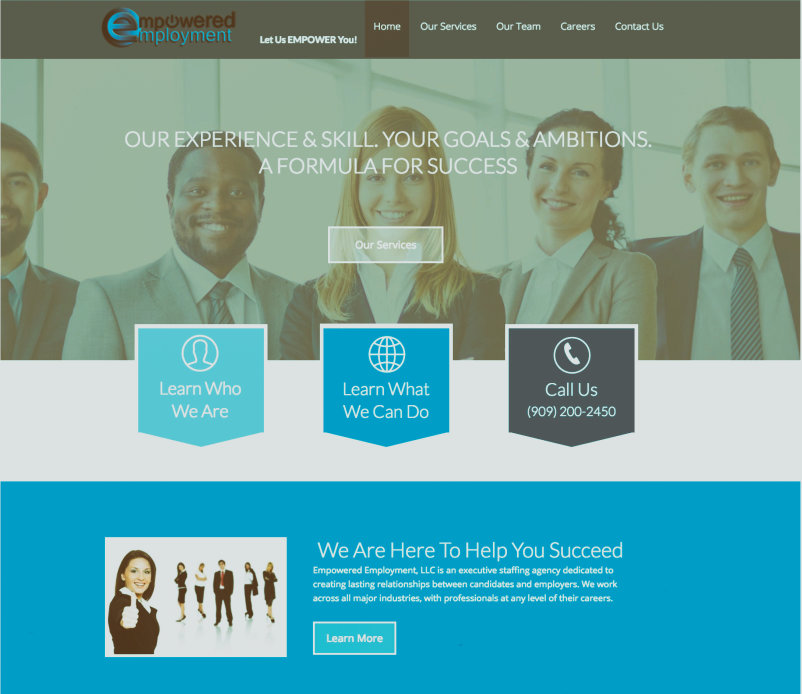 empowered
employment
Let Us EMPOWER You!
Home
Our Services
Our Team
Careers
Contact Us
OUR EXPERIENCE & SKILL. YOUR GOALS & AMBITIONS.
A FORMULA FOR SUCCESS
Our Services
Learn Who
We Are
Learn What
We Can Do
Call Us
(909) 200-2450
We Are Here To Help You Succeed
Empowered Employment, LLC is an executive staffing agency dedicated to
creating lasting relationships between candidates and employers. We work
across all major industries, with professionals at any level of their careers.
Learn More